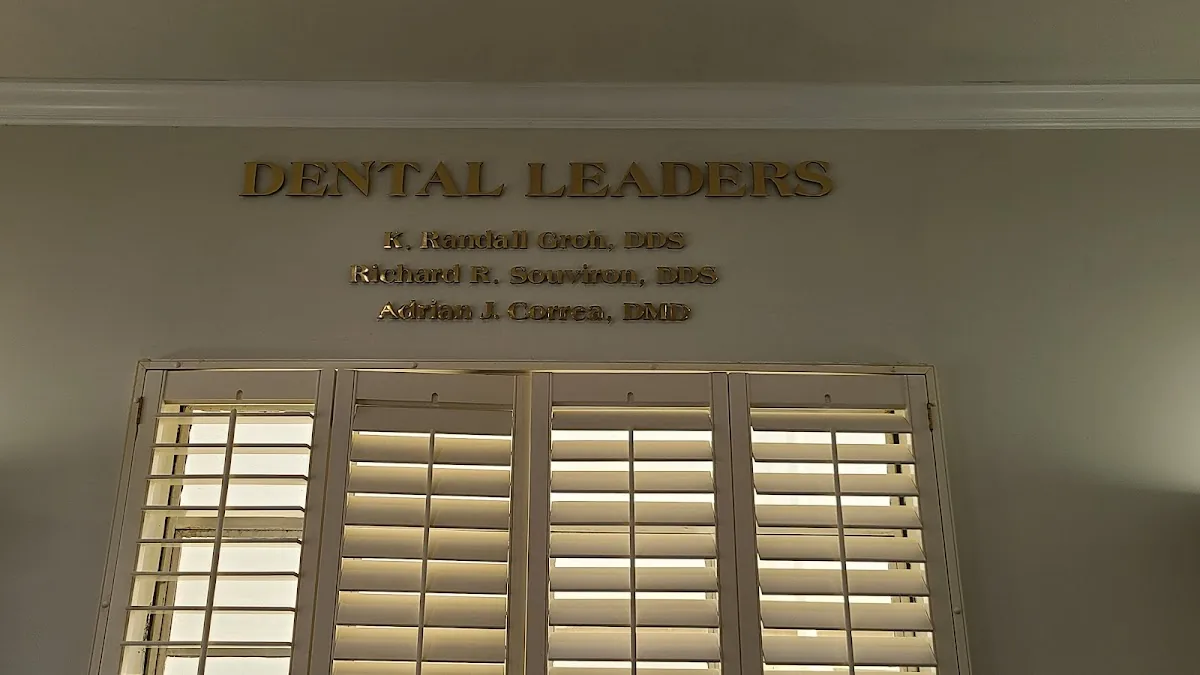 DENTAL LEADERS
K. Randall Groh, DDS
Richard R. Souviron, DDS
Adrian J. Correa, DMD